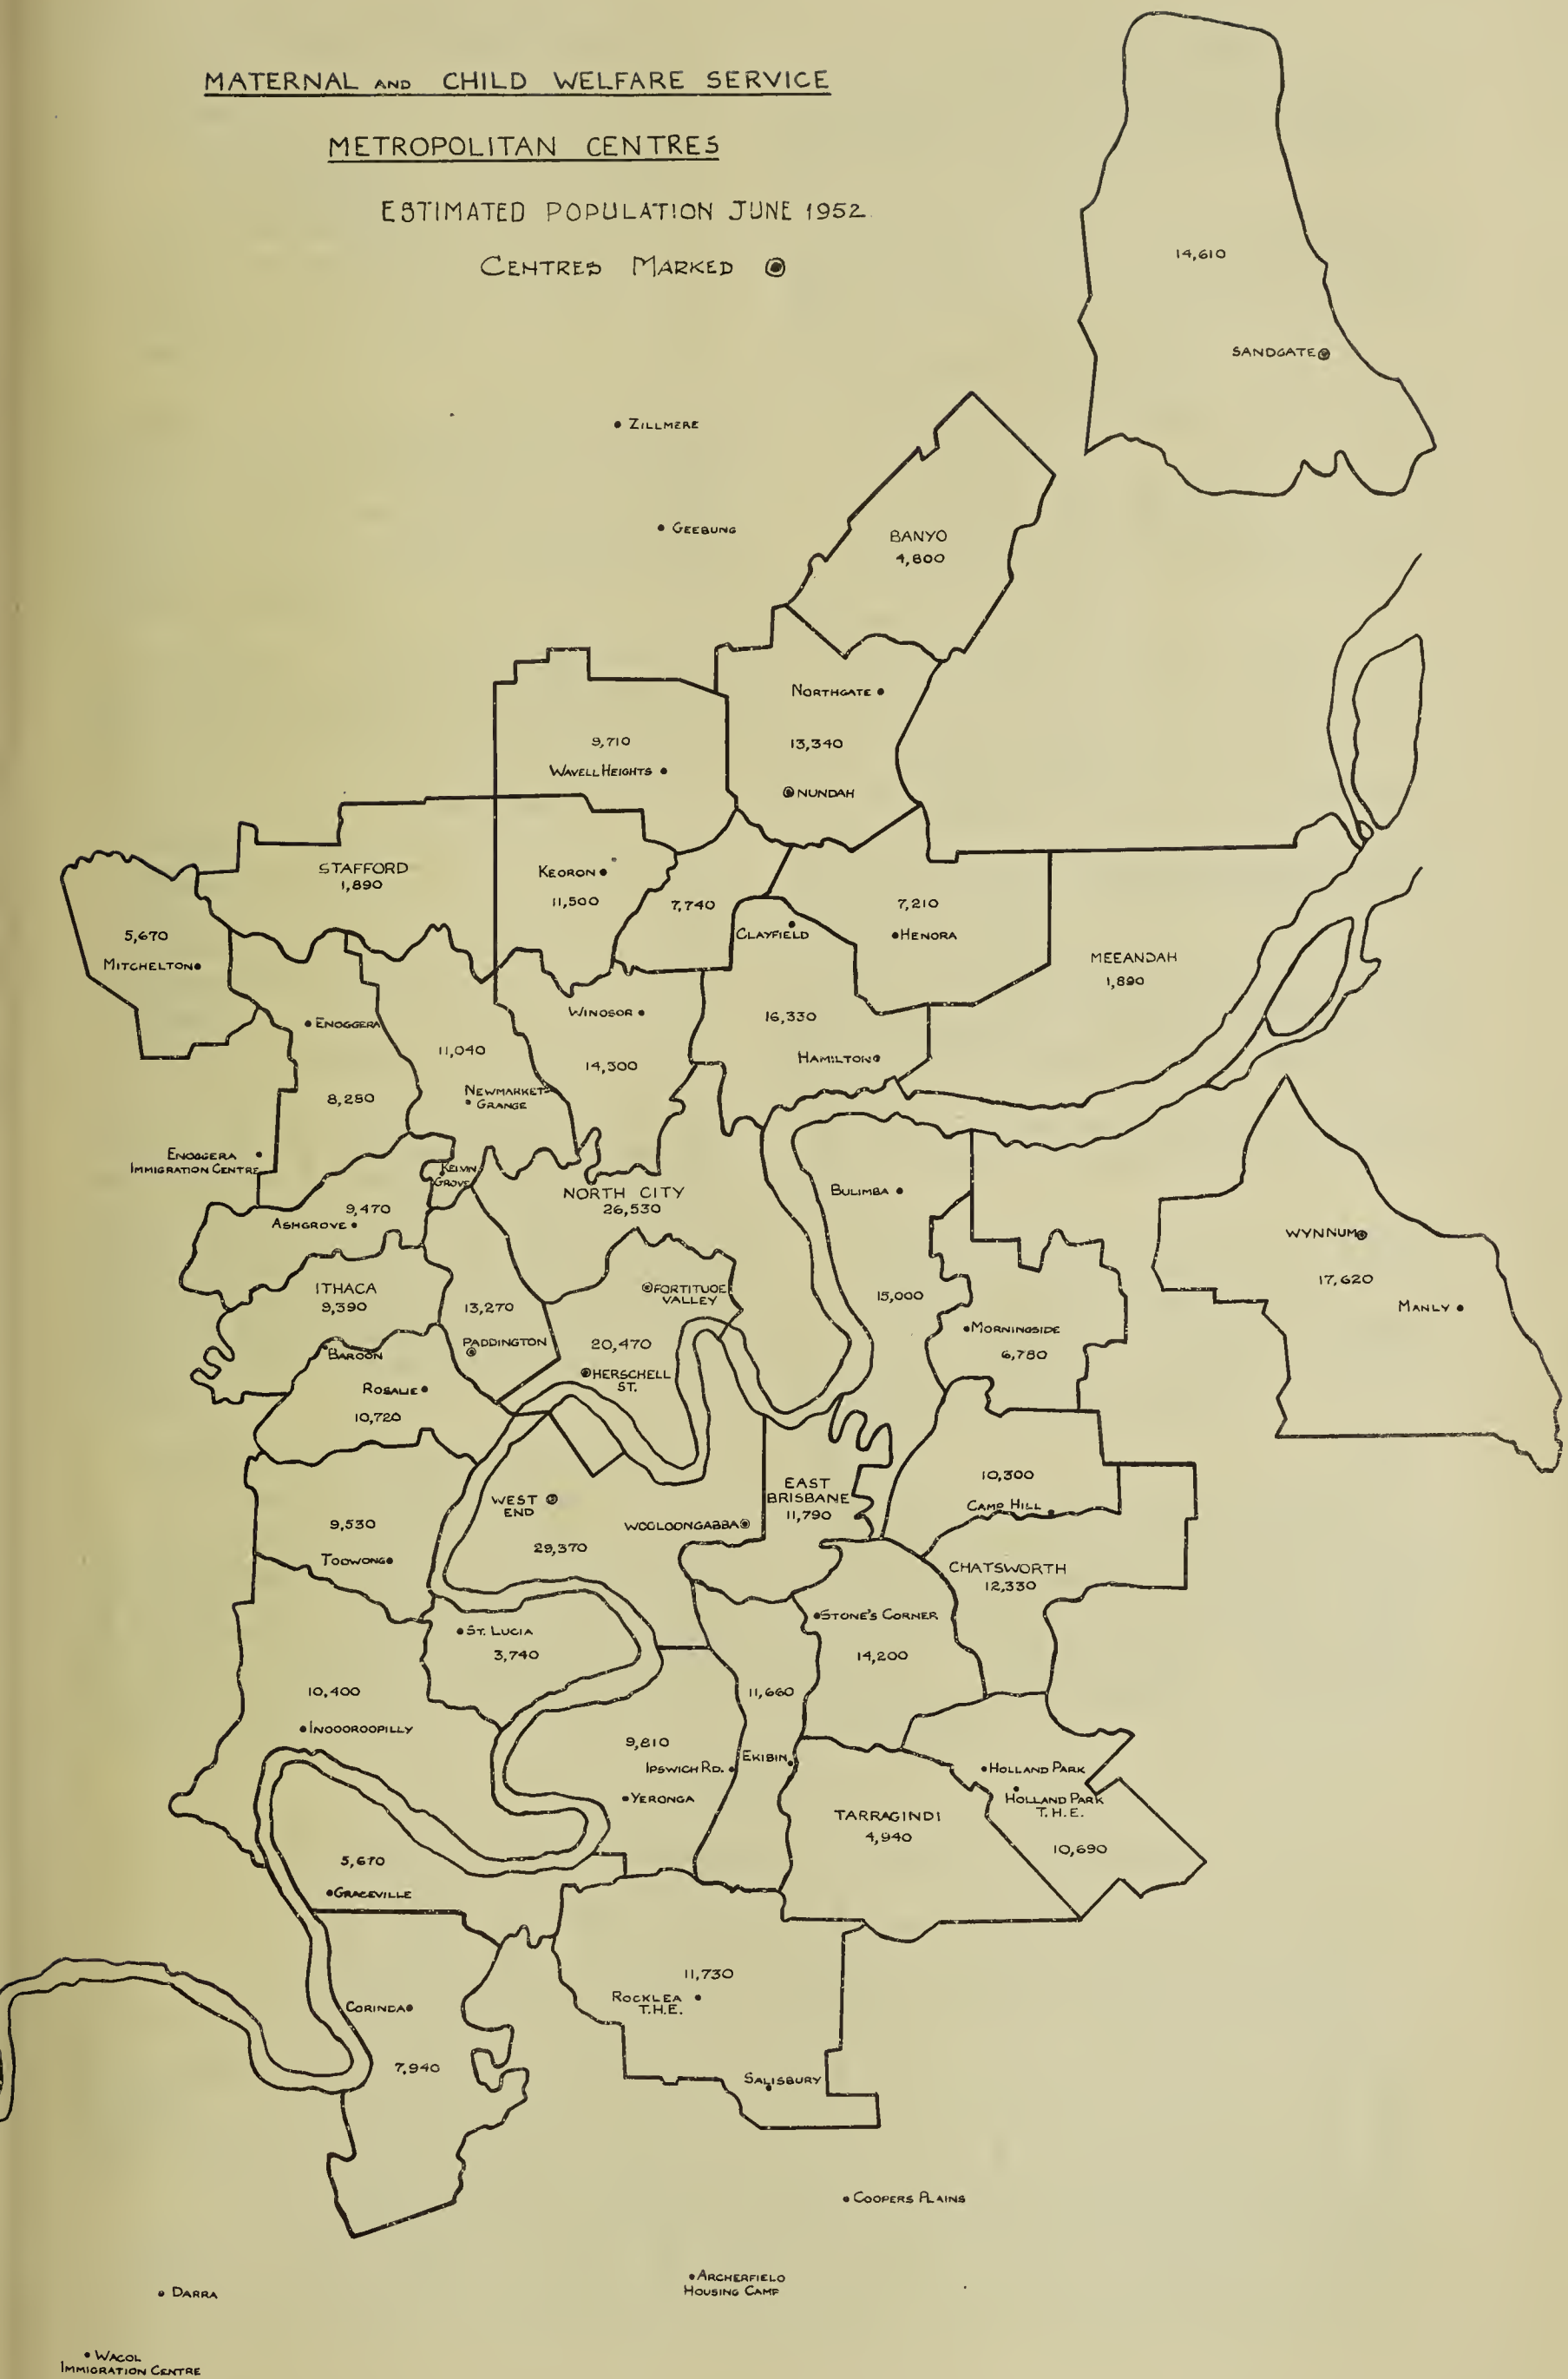 MATERNAL AND CHILD WELFARE SERVICE
METROPOLITAN CENTRES
ESTIMATED POPULATION JUNE 1952
CENTRES MARKED
14,610
SANDGATE
ZILLMERE
GEEBUNG
BANYO
4,800
NORTHGATE
9,710
13,340
WAVELL HEIGHTS
NUNDAH
STAFFORD
1,890
KEDRON
11,500
7,740
7,210
CLAYFIELD
HENDRA
5,670
MITCHELTON
MEEANDAH
1,890
ENOGGERA
WINDSOR
16,330
11,040
14,300
HAMILTON
8,250
NEWMARKET
GRANGE
ENOGGERA
IMMIGRATION CENTRE
KELVIN
GROVE
NORTH CITY
26,530
BULIMBA
9,470
ASHGROVE
WYNNUM
17,620
MANLY
ITHACA
9,390
13,270
FORTITUDE
VALLEY
15,000
MORNINGSIDE
6,780
PADDINGTON
20,470
BAROON
HERSCHELL
ST.
ROSALIE
10,720
10,300
CAMP HILL
EAST
BRISBANE
11,790
WEST
END
WOOLOONGABBA
9,530
29,370
TOOWONG
CHATSWORTH
12,330
STONE'S CORNER
ST. LUCIA
3,740
14,200
10,400
11,660
INDOOROOPILLY
9,810
IPSWICH RD.
EKIBIN
HOLLAND PARK
YERONGA
HOLLAND PARK
T.H.E.
TARRAGINDI
4,940
10,690
5,670
GRACEVILLE
11,730
ROCKLEA
T.H.E.
CORINDA
7,940
SALISBURY
COOPERS PLAINS
ARCHERFIELD
HOUSING CAMP
DARRA
WACOL
IMMIGRATION CENTRE